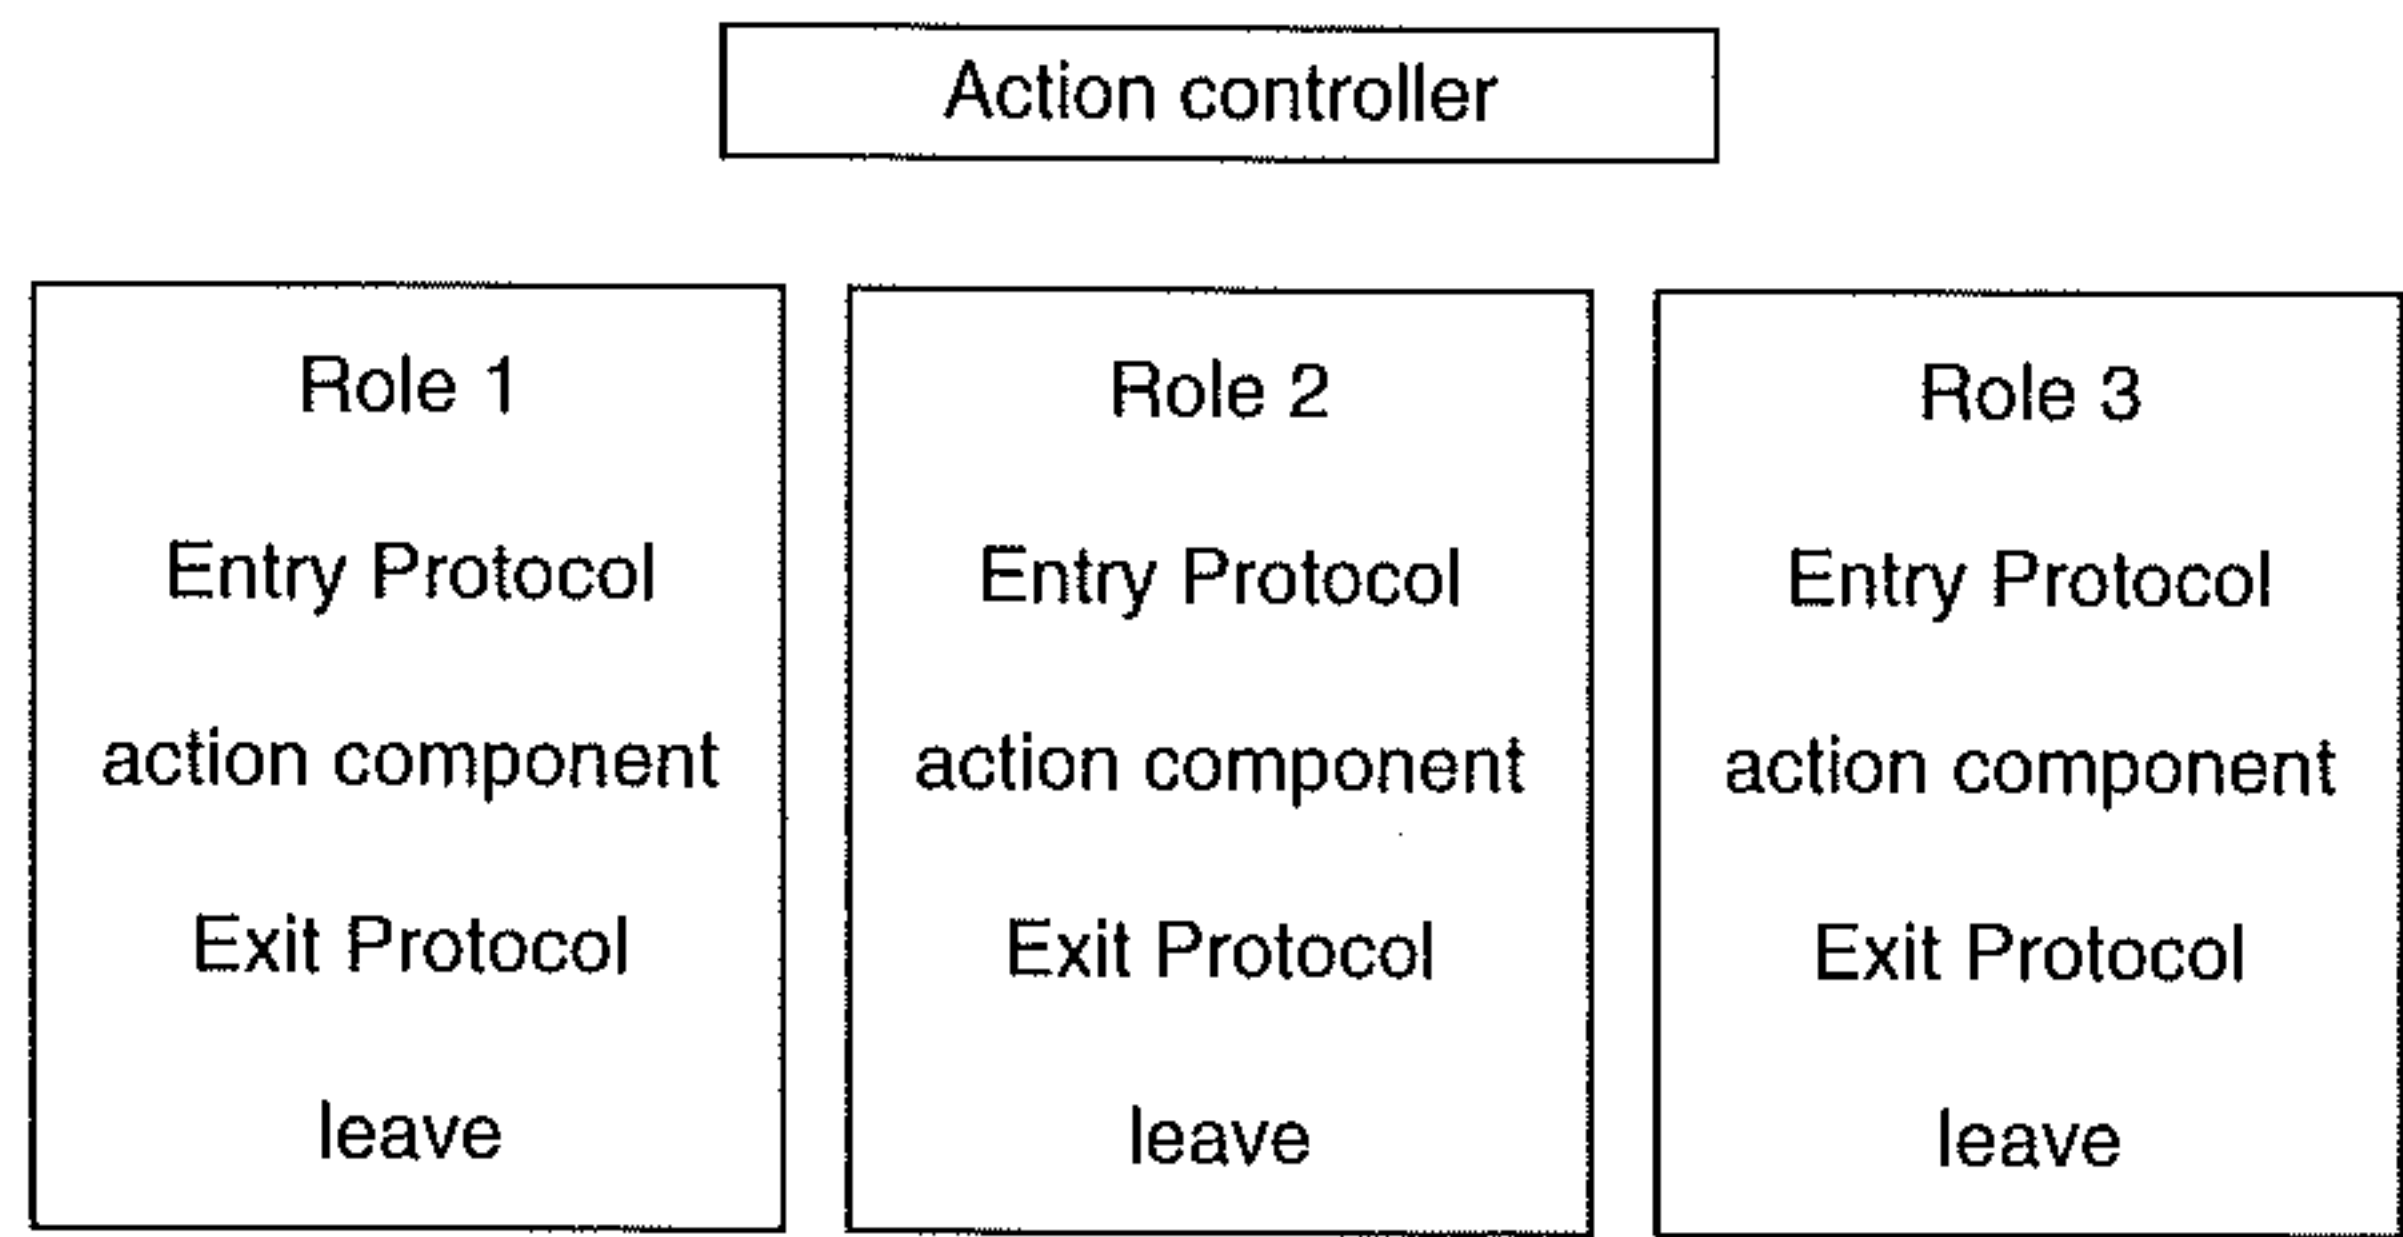 Action controller
Role 1
Entry Protocol
action component
Exit Protocol
leave
Role 2
Entry Protocol
action component
Exit Protocol
leave
Role 3
Entry Protocol
action component
Exit Protocol
leave